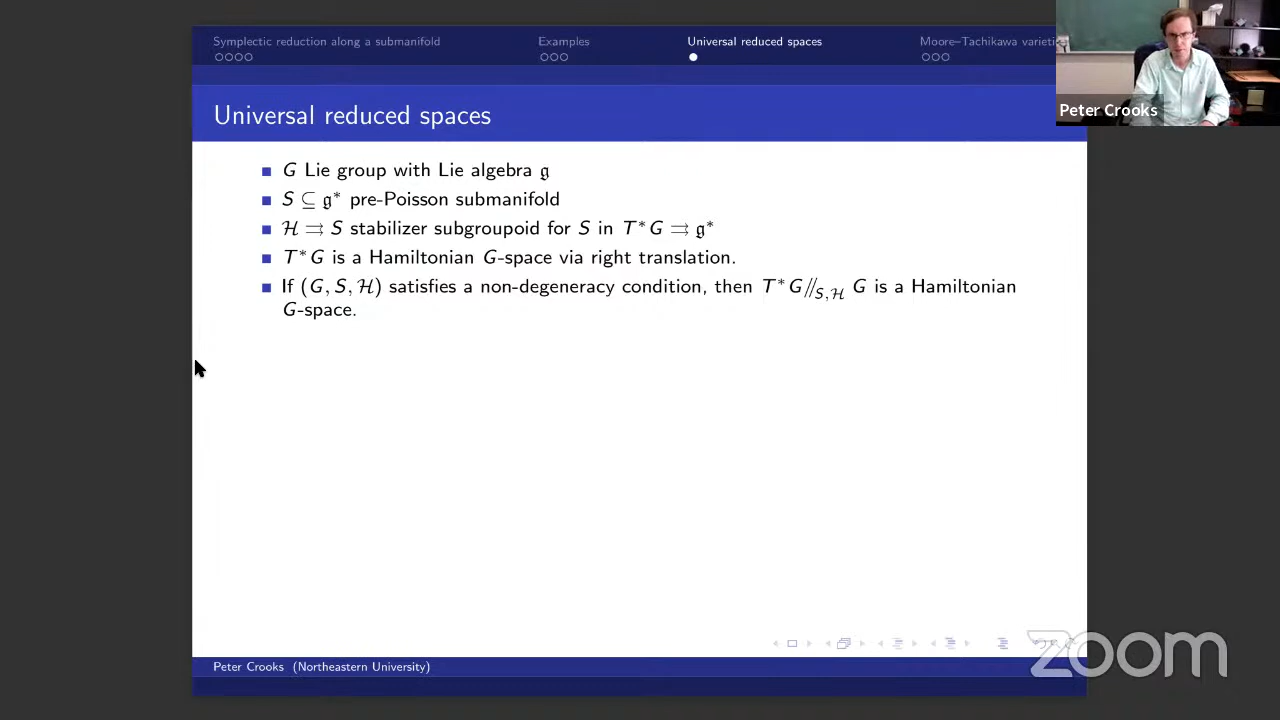 Symplectic reduction along a submanifold
Examples
Universal reduced spaces
Moore–Tachikawa varietie
Universal reduced spaces
Peter Crooks
G Lie group with Lie algebra 𝔤
S ⊆ 𝔤* pre-Poisson submanifold
ℋ ⇉ S stabilizer subgroupoid for S in T*G ⇉ 𝔤*
T*G is a Hamiltonian G-space via right translation.
If (G, S, ℋ) satisfies a non-degeneracy condition, then T*G//_{S,ℋ} G is a Hamiltonian
G-space.
Peter Crooks (Northeastern University)
zoom